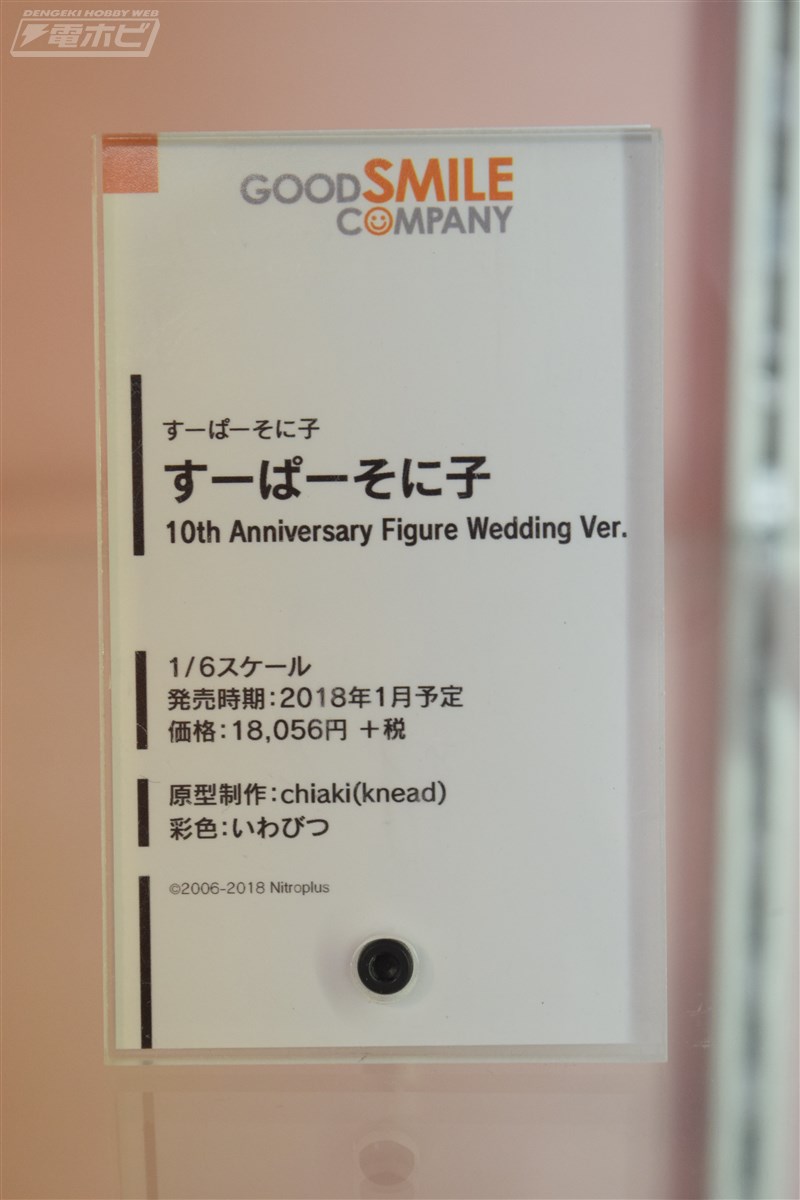 DENGEKI HOBBY WEB
電ホビ
GOODSMILE
COMPANY
すーぱーそに子
すーぱーそに子
10th Anniversary Figure Wedding Ver.
1/6スケール
発売時期:2018年1月予定
価格:18,056円 +税
原型制作:chiaki(knead)
彩色:いわびつ
©2006-2018 Nitroplus